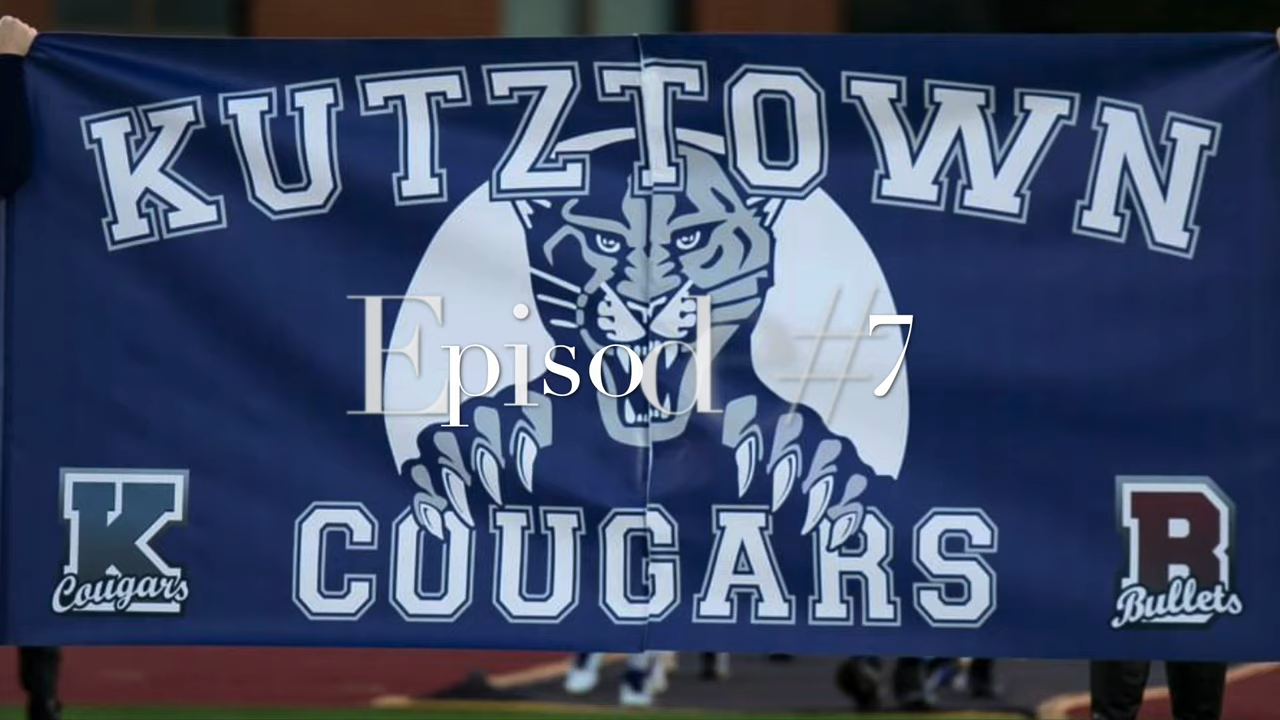 KUTZTOWN
Episod #7
K
Cougars
COUGARS
B
Bullets